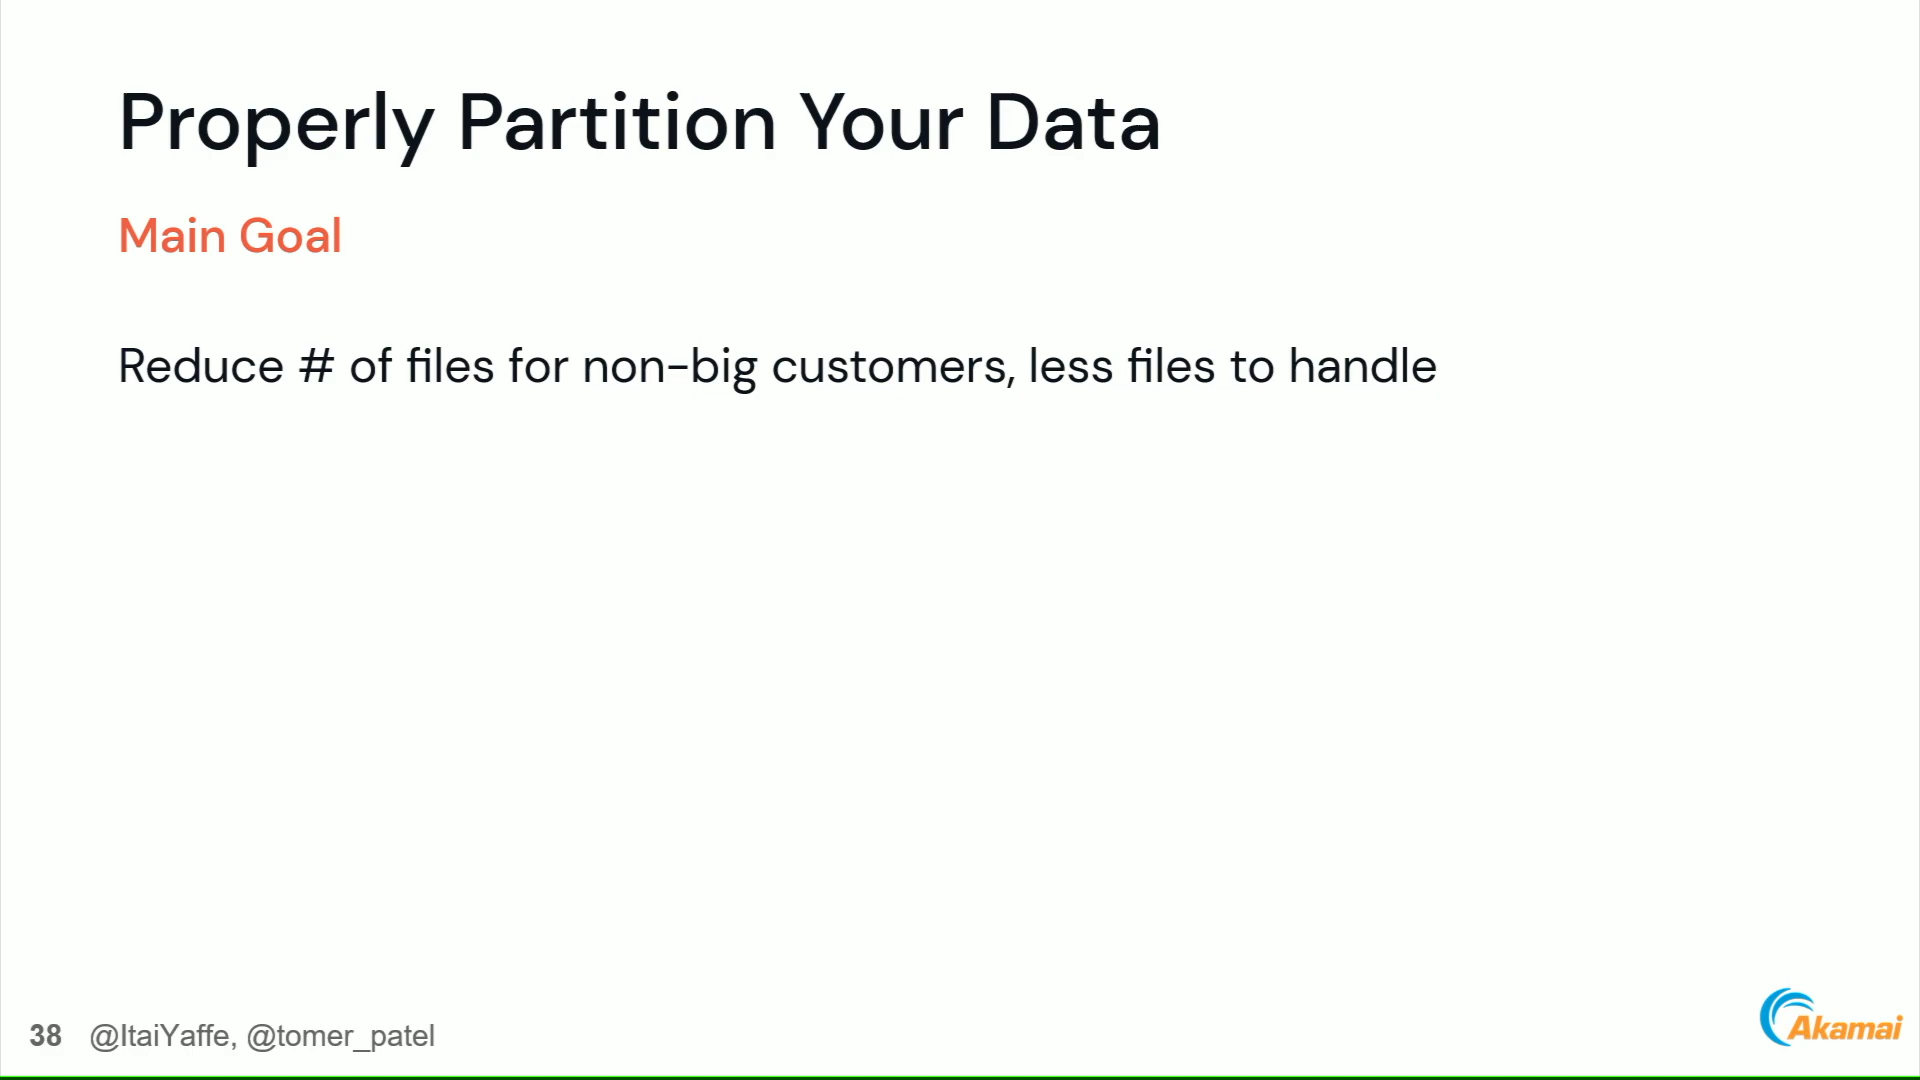 Properly Partition Your Data
Main Goal
Reduce # of files for non-big customers, less files to handle
38 @ItaiYaffe, @tomer_patel
Akamai